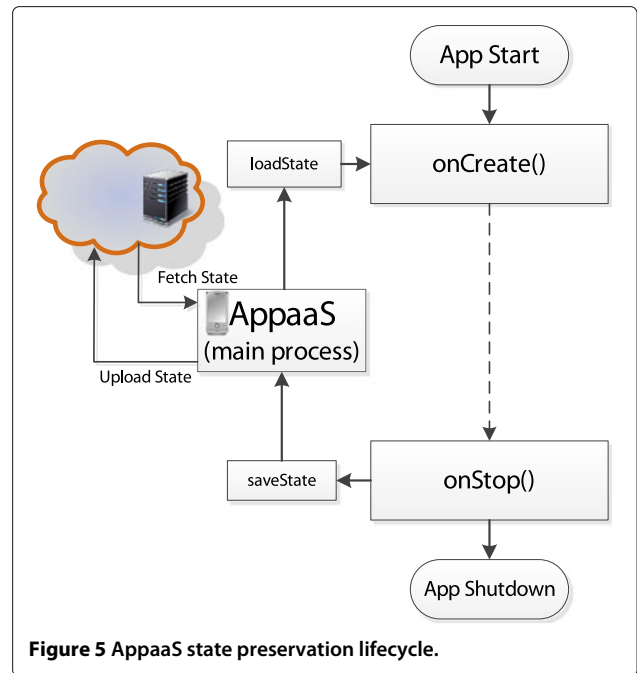 App Start
loadState
onCreate()
Fetch State
AppaaS
(main process)
Upload State
saveState
onStop()
App Shutdown
Figure 5 AppaaS state preservation lifecycle.